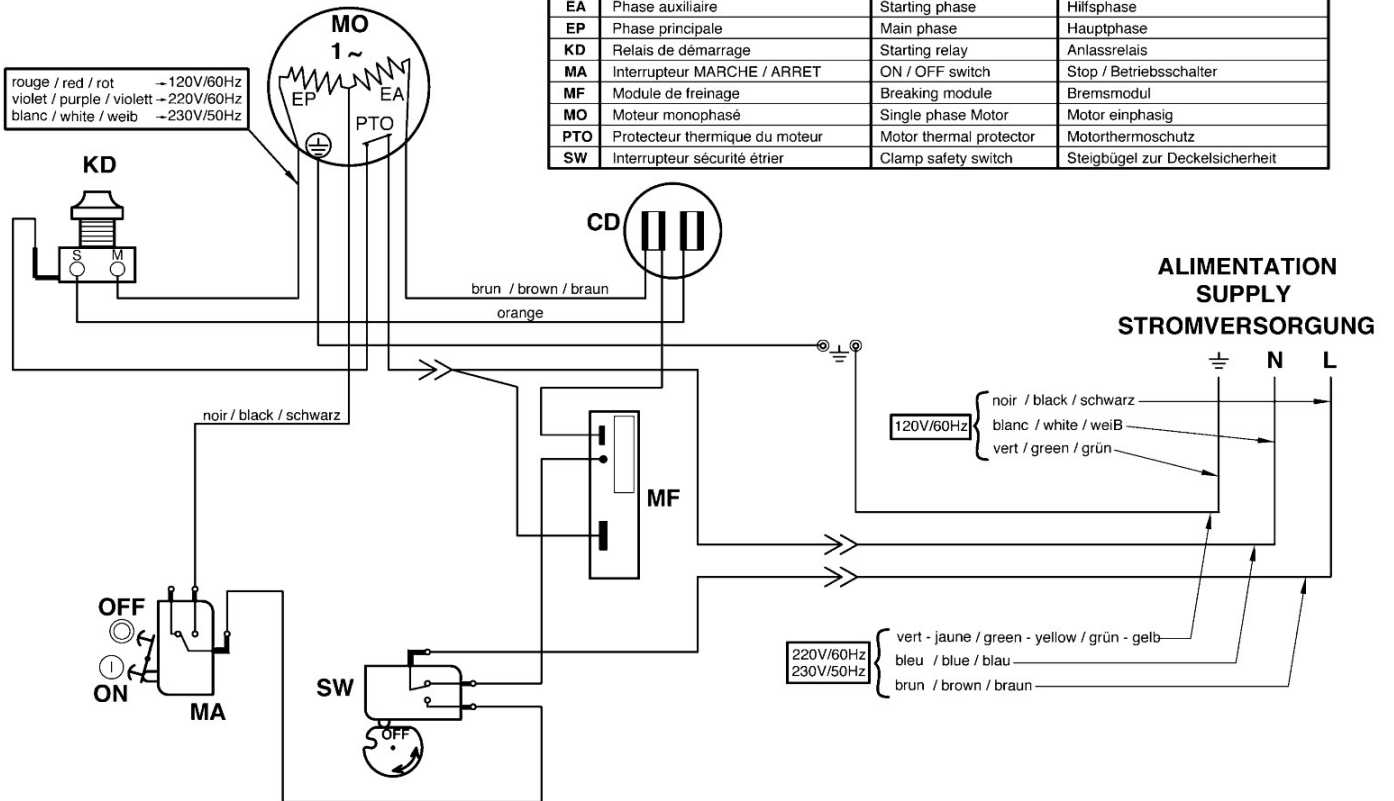 EA Phase auxiliaire Starting phase Hilfsphase
EP Phase principale Main phase Hauptphase
KD Relais de démarrage Starting relay Anlassrelais
MA Interrupteur MARCHE / ARRET ON / OFF switch Stop / Betriebsschalter
MF Module de freinage Breaking module Bremsmodul
MO Moteur monophasé Single phase Motor Motor einphasig
PTO Protecteur thermique du moteur Motor thermal protector Motorthermoschutz
SW Interrupteur sécurité étrier Clamp safety switch Steigbügel zur Deckelsicherheit
MO
1 ~
EP
EA
PTO
rouge / red / rot 120V/60Hz
violet / purple / violett 220V/60Hz
blanc / white / weib 230V/50Hz
KD
S M
CD
brun / brown / braun
orange
ALIMENTATION
SUPPLY
STROMVERSORGUNG
N L
noir / black / schwarz
120V/60Hz
noir / black / schwarz
blanc / white / weiB
vert / green / grün
MF
OFF
I
ON
MA
SW
OFF
220V/60Hz
230V/50Hz
vert - jaune / green - yellow / grün - gelb
bleu / blue / blau
brun / brown / braun